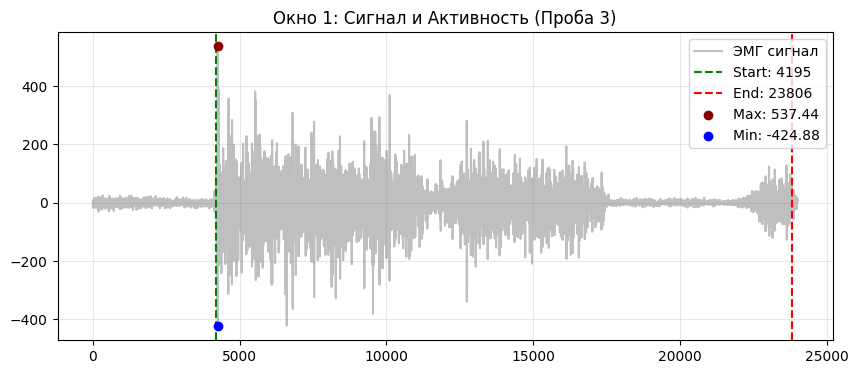 Окно 1: Сигнал и Активность (Проба 3)
ЭМГ сигнал
Start: 4195
End: 23806
Max: 537.44
Min: -424.88
400
200
0
−200
−400
0
5000
10000
15000
20000
25000